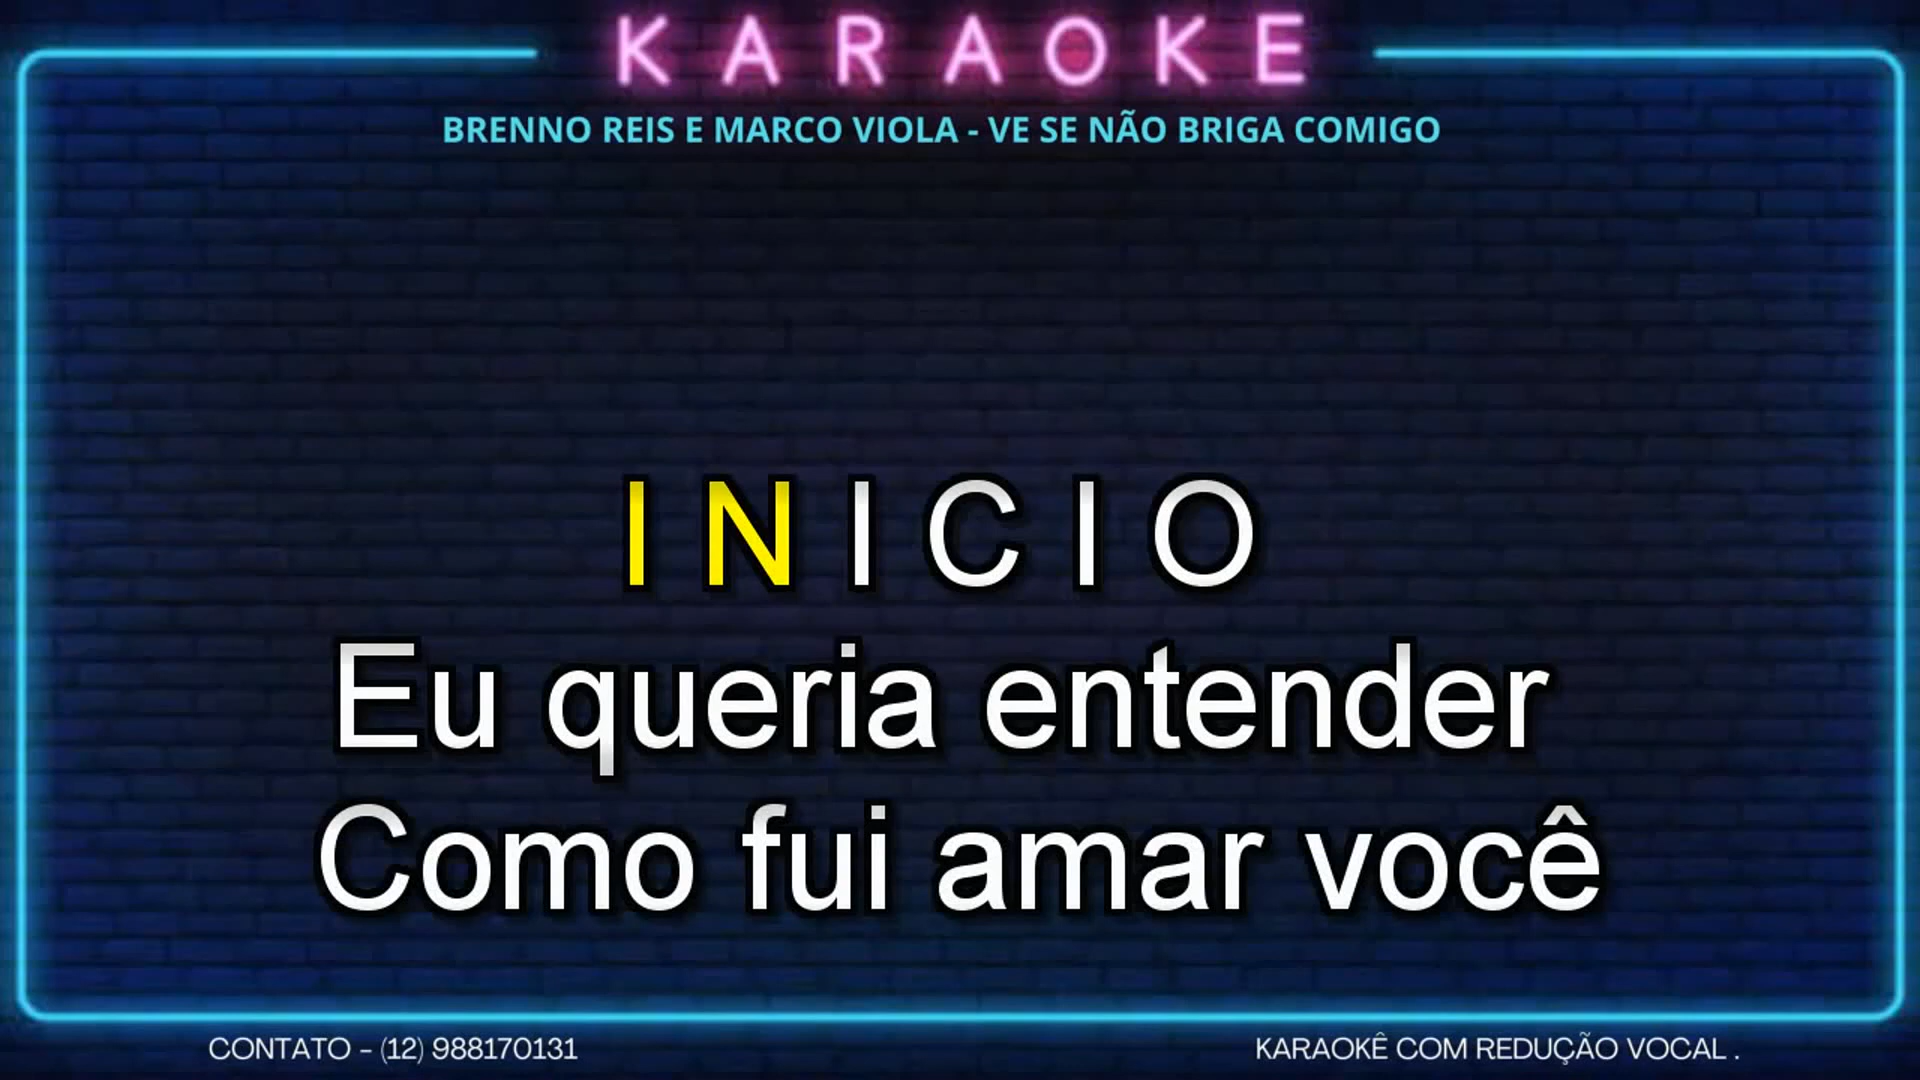 KARAOKE
BRENNO REIS E MARCO VIOLA - VE SE NÃO BRIGA COMIGO
I N I C I O
Eu queria entender
Como fui amar você
CONTATO - (12) 988170131
KARAOKÊ COM REDUÇÃO VOCAL .